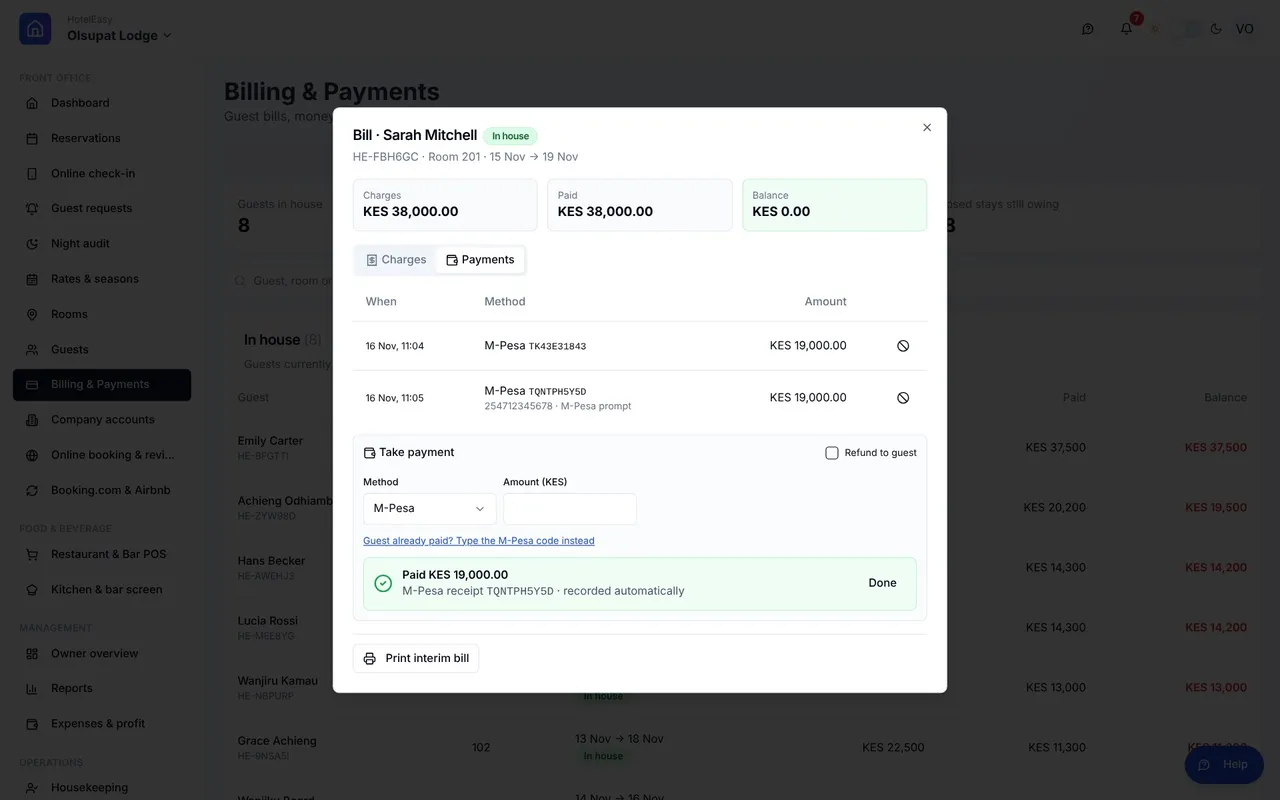 HotelEasy
Olsupat Lodge
7
VO
FRONT OFFICE
Dashboard
Reservations
Online check-in
Guest requests
Night audit
Rates & seasons
Rooms
Guests
Billing & Payments
Company accounts
Online booking & revi...
Booking.com & Airbnb
FOOD & BEVERAGE
Restaurant & Bar POS
Kitchen & bar screen
MANAGEMENT
Owner overview
Reports
Expenses & profit
OPERATIONS
Housekeeping
Billing & Payments
Guest bills, money
Guests in house
8
Guest, room or
In house (8)
Guests currently
Guest
Paid
Balance
Emily Carter
HE-BFGTTI
KES 37,500
KES 37,500
Achieng Odhiamb
HE-ZYW98O
KES 20,200
KES 19,500
Hans Becker
HE-AWEHJ3
KES 14,300
KES 14,200
Lucia Rossi
HE-M6E8YG
KES 14,300
KES 14,200
Wanjiru Kamau
HE-N6PURP
In house
KES 13,000
KES 13,000
Grace Achieng
HE-9NSA5I
102
13 Nov → 18 Nov
In house
KES 22,500
KES 11,300
14 Nov → 16 Nov
still owing
Help
Bill · Sarah Mitchell
In house
HE-FBH6GC · Room 201 · 15 Nov → 19 Nov
Charges
KES 38,000.00
Paid
KES 38,000.00
Balance
KES 0.00
Charges
Payments
When
Method
Amount
16 Nov, 11:04
M-Pesa TK43E31843
KES 19,000.00
16 Nov, 11:05
M-Pesa TQNTPH5Y5D
254712345678 · M-Pesa prompt
KES 19,000.00
Take payment
Refund to guest
Method
Amount (KES)
M-Pesa
Guest already paid? Type the M-Pesa code instead
Paid KES 19,000.00
M-Pesa receipt TQNTPH5Y5D · recorded automatically
Done
Print interim bill